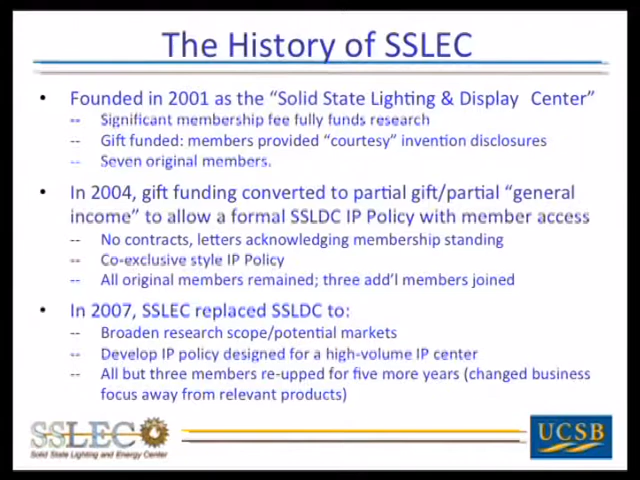 The History of SSLEC
• Founded in 2001 as the “Solid State Lighting & Display Center”
-- Significant membership fee fully funds research
-- Gift funded: members provided “courtesy” invention disclosures
-- Seven original members.
• In 2004, gift funding converted to partial gift/partial “general
income” to allow a formal SSLDC IP Policy with member access
-- No contracts, letters acknowledging membership standing
-- Co-exclusive style IP Policy
-- All original members remained; three add’l members joined
• In 2007, SSLEC replaced SSLDC to:
-- Broaden research scope/potential markets
-- Develop IP policy designed for a high-volume IP center
-- All but three members re-upped for five more years (changed business
focus away from relevant products)
SSLEC
Solid State Lighting and Energy Center
UCSB